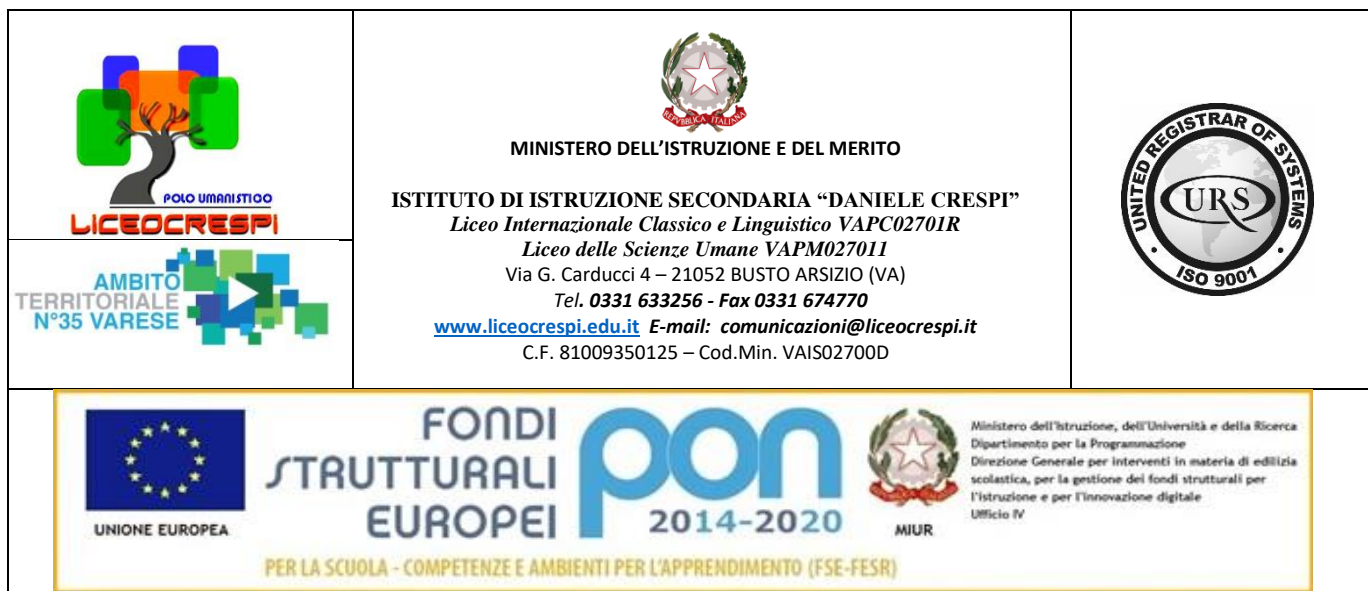 POLO UMANISTICO
LICEOCRESPI
AMBITO
TERRITORIALE
N°35 VARESE
REPVBBLICA ITALIANA
MINISTERO DELL’ISTRUZIONE E DEL MERITO
ISTITUTO DI ISTRUZIONE SECONDARIA “DANIELE CRESPI”
Liceo Internazionale Classico e Linguistico VAPC02701R
Liceo delle Scienze Umane VAPM027011
Via G. Carducci 4 – 21052 BUSTO ARSIZIO (VA)
Tel. 0331 633256 - Fax 0331 674770
www.liceocrespi.edu.it E-mail: comunicazioni@liceocrespi.it
C.F. 81009350125 – Cod.Min. VAIS02700D
UNITED REGISTRAR OF SYSTEMS
URS
ISO 9001
UNIONE EUROPEA
FONDI
STRUTTURALI
EUROPEI
pon
2014-2020
MIUR
Ministero dell'Istruzione, dell'Università e della Ricerca
Dipartimento per la Programmazione
Direzione Generale per interventi in materia di edilizia
scolastica, per la gestione dei fondi strutturali per
l'istruzione e per l'innovazione digitale
Ufficio IV
PER LA SCUOLA - COMPETENZE E AMBIENTI PER L'APPRENDIMENTO (FSE-FESR)